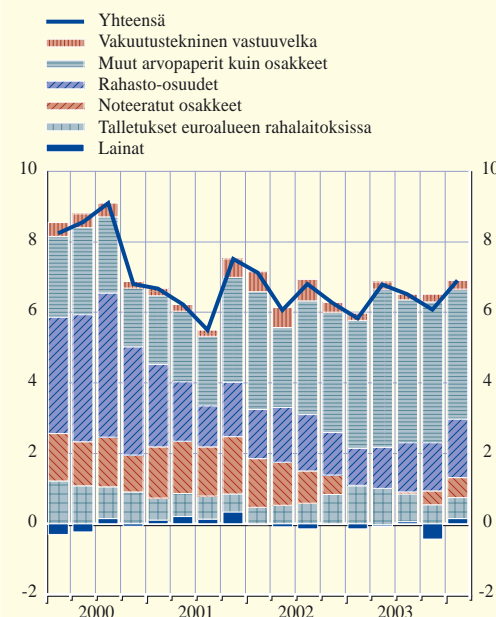 Yhteensä
Vakuutustekninen vastuuvelka
Muut arvopaperit kuin osakkeet
Rahasto-osuudet
Noteeratut osakkeet
Talletukset euroalueen rahalaitoksissa
Lainat
10 10
8 8
6 6
4 4
2 2
0 0
-2 -2
2000 2001 2002 2003